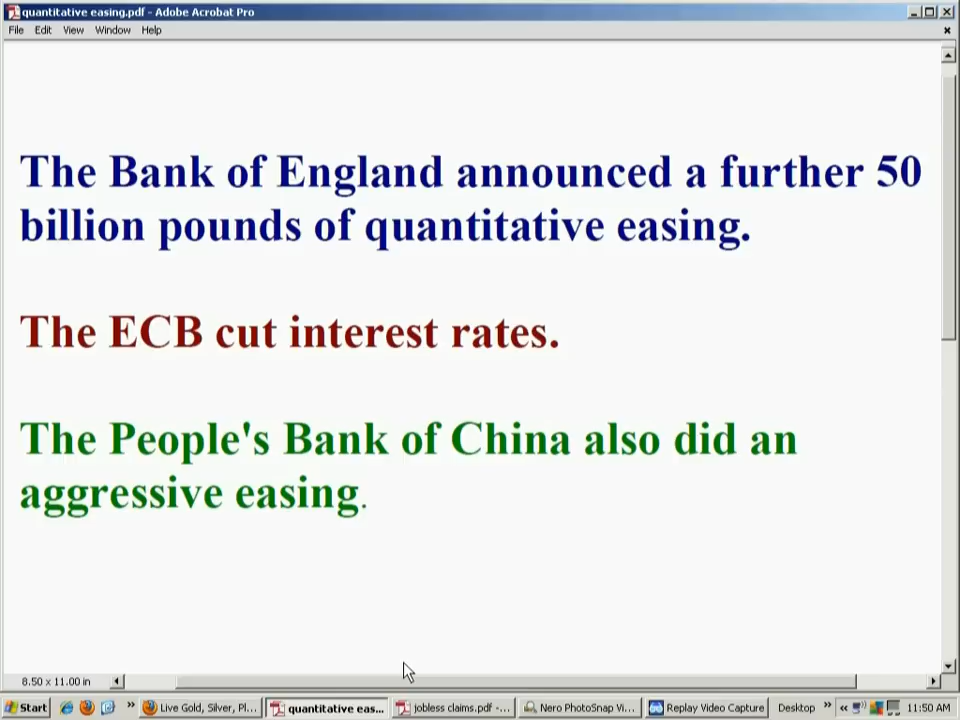 quantitative easing.pdf - Adobe Acrobat Pro
File Edit View Window Help
The Bank of England announced a further 50
billion pounds of quantitative easing.
The ECB cut interest rates.
The People's Bank of China also did an
aggressive easing.
8.50 x 11.00 in
Start » Live Gold, Silver, Pl... quantitative eas... jobless claims.pdf -... Nero PhotoSnap Vi... Replay Video Capture Desktop » « 11:50 AM